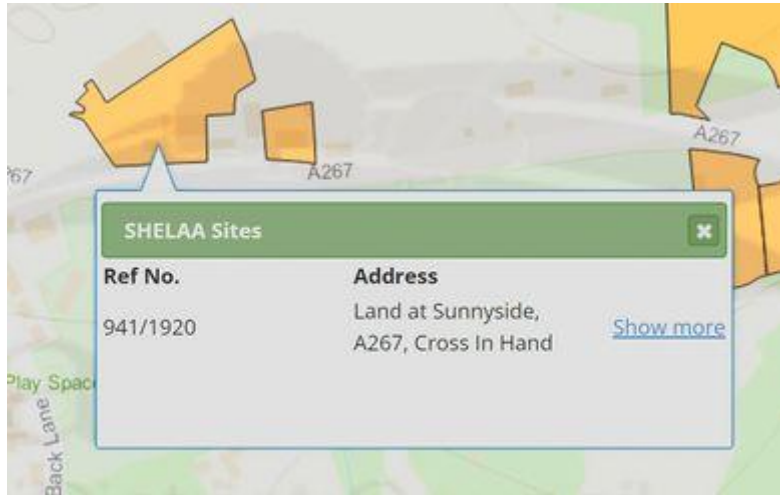 A267
67
A267
SHELAA Sites
Ref No. Address
941/1920 Land at Sunnyside,
A267, Cross In Hand
Show more
Play Spac
Back Lane